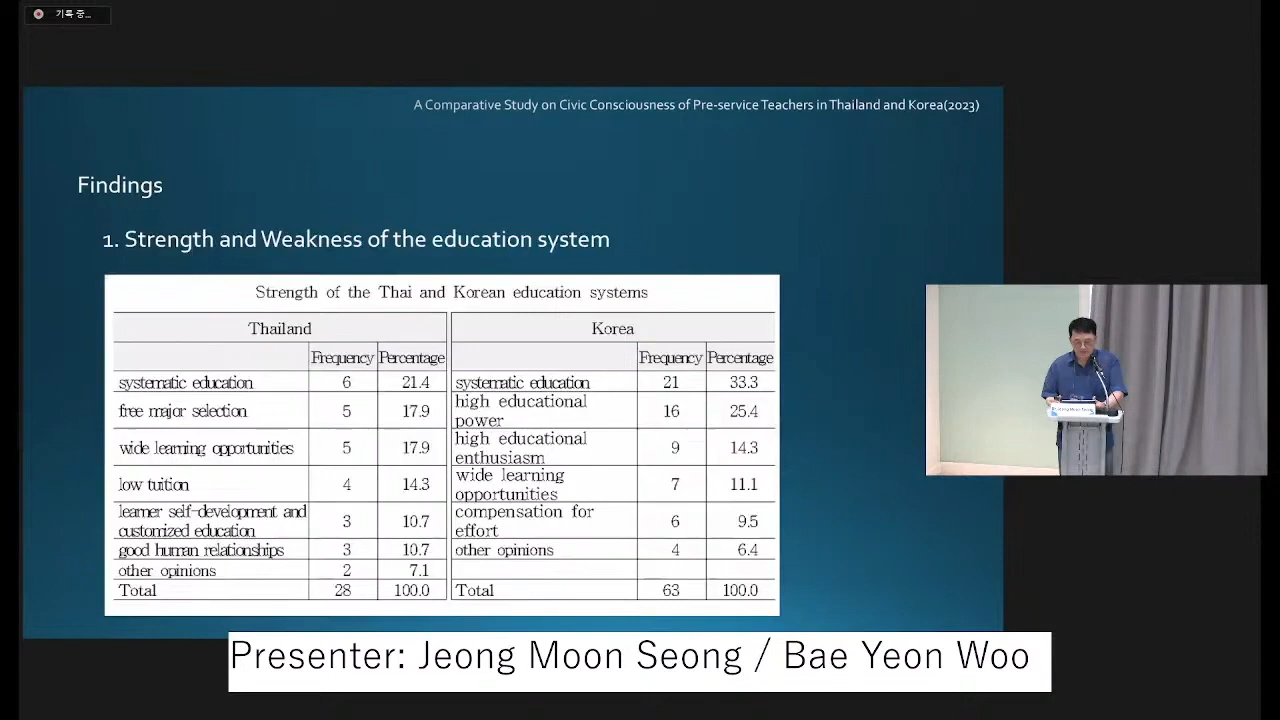 기록 중...
A Comparative Study on Civic Consciousness of Pre-service Teachers in Thailand and Korea(2023)
Findings
1. Strength and Weakness of the education system
Strength of the Thai and Korean education systems
Thailand Korea
Frequency Percentage Frequency Percentage
systematic education 6 21.4 systematic education 21 33.3
free major selection 5 17.9 high educational
power 16 25.4
wide learning opportunities 5 17.9 high educational
enthusiasm 9 14.3
low tuition 4 14.3 wide learning
opportunities 7 11.1
learner self-development and
customized education 3 10.7 compensation for
effort 6 9.5
good human relationships 3 10.7 other opinions 4 6.4
other opinions 2 7.1
Total 28 100.0 Total 63 100.0
Presenter: Jeong Moon Seong / Bae Yeon Woo